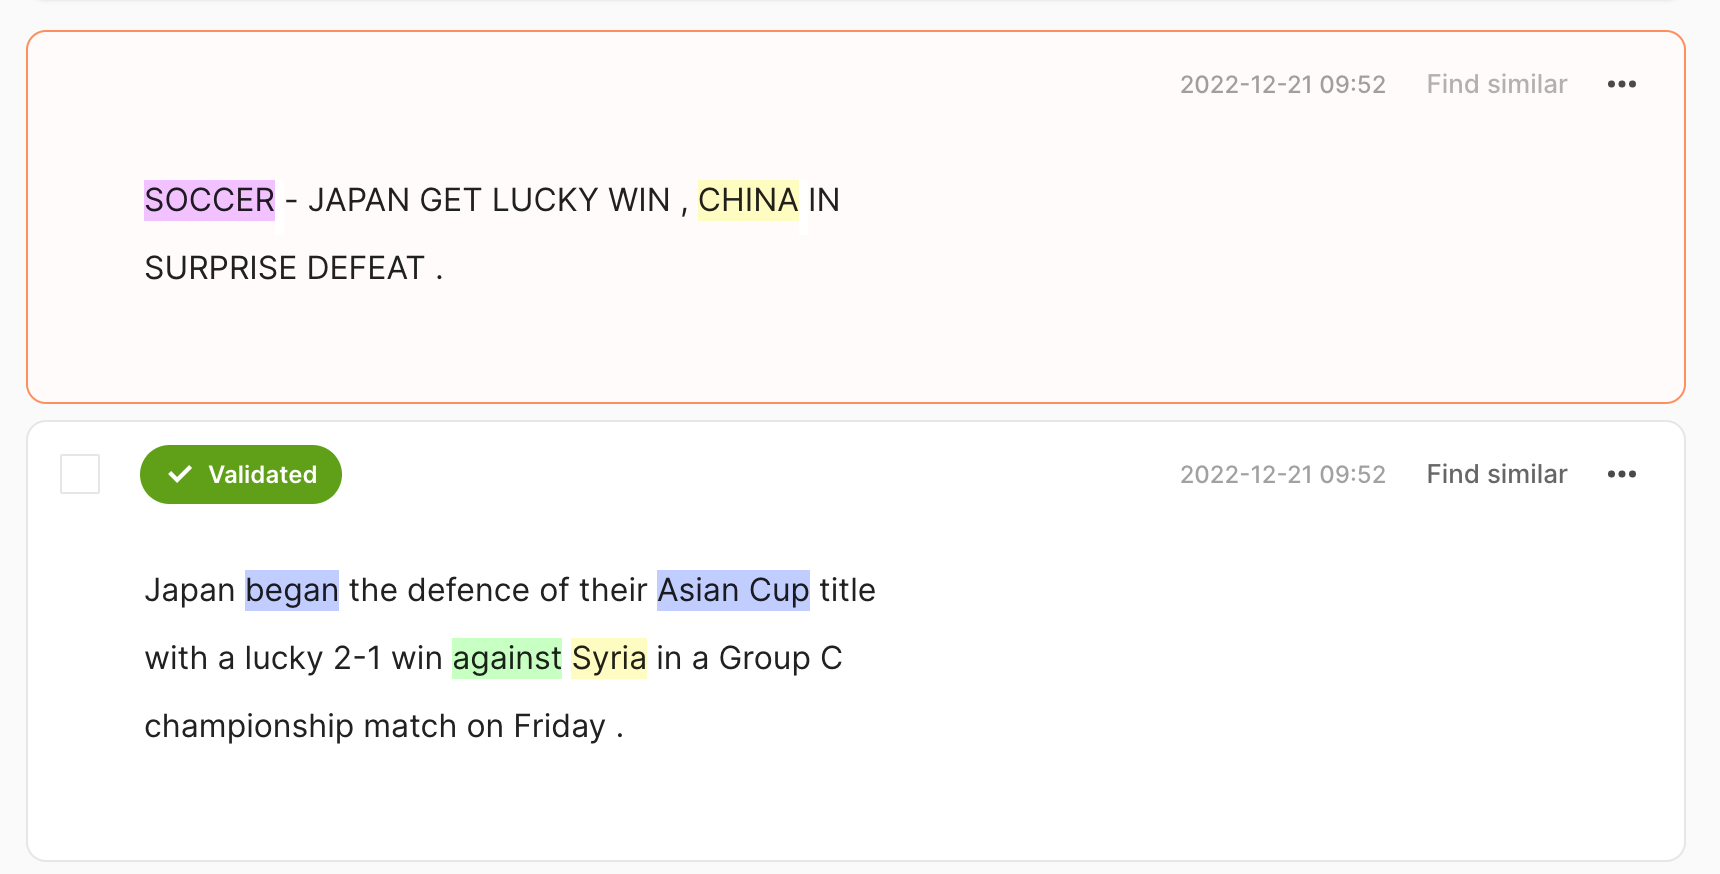 2022-12-21 09:52 Find similar
SOCCER - JAPAN GET LUCKY WIN , CHINA IN
SURPRISE DEFEAT .
Validated 2022-12-21 09:52 Find similar
Japan began the defence of their Asian Cup title
with a lucky 2-1 win against Syria in a Group C
championship match on Friday .